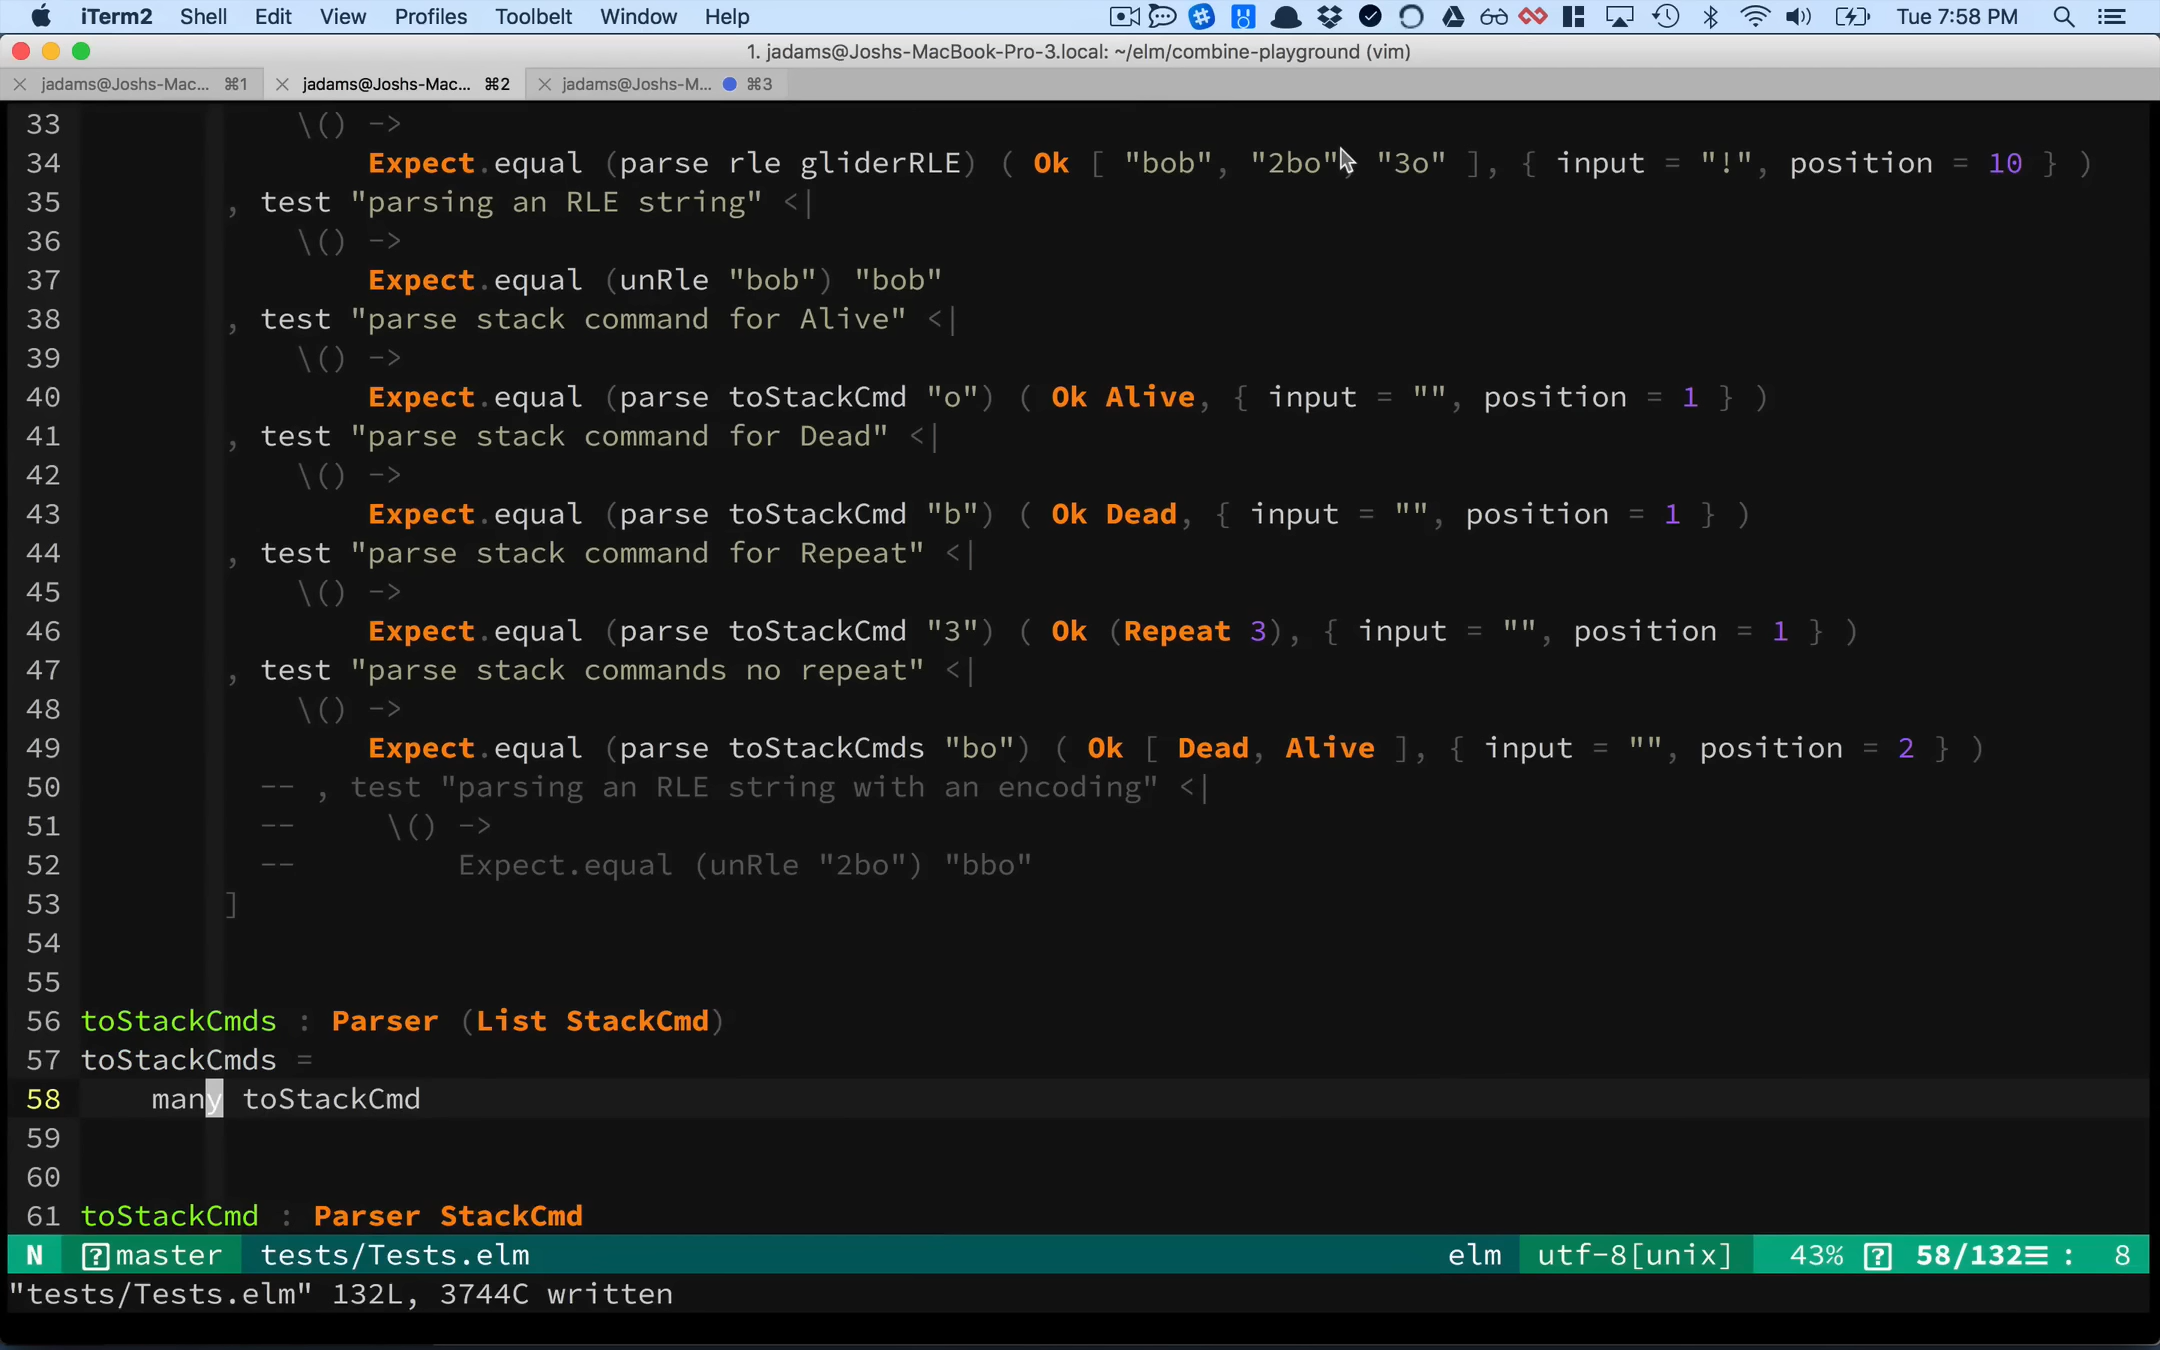 iTerm2 Shell Edit View Profiles Toolbelt Window Help Tue 7:58 PM
1. jadams@Joshs-MacBook-Pro-3.local: ~/elm/combine-playground (vim)
jadams@Joshs-Mac... ⌘1 jadams@Joshs-Mac... ⌘2 jadams@Joshs-M... ⌘3
33 \() ->
34 Expect.equal (parse rle gliderRLE) ( Ok [ "bob", "2bo", "3o" ], { input = "!", position = 10 } )
35 , test "parsing an RLE string" <|
36 \() ->
37 Expect.equal (unRle "bob") "bob"
38 , test "parse stack command for Alive" <|
39 \() ->
40 Expect.equal (parse toStackCmd "o") ( Ok Alive, { input = "", position = 1 } )
41 , test "parse stack command for Dead" <|
42 \() ->
43 Expect.equal (parse toStackCmd "b") ( Ok Dead, { input = "", position = 1 } )
44 , test "parse stack command for Repeat" <|
45 \() ->
46 Expect.equal (parse toStackCmd "3") ( Ok (Repeat 3), { input = "", position = 1 } )
47 , test "parse stack commands no repeat" <|
48 \() ->
49 Expect.equal (parse toStackCmds "bo") ( Ok [ Dead, Alive ], { input = "", position = 2 } )
50 -- , test "parsing an RLE string with an encoding" <|
51 -- \() ->
52 -- Expect.equal (unRle "2bo") "bbo"
53 ]
54
55
56 toStackCmds : Parser (List StackCmd)
57 toStackCmds =
58 many toStackCmd
59
60
61 toStackCmd : Parser StackCmd
N [?]master tests/Tests.elm elm utf-8[unix] 43% [?] 58/132☰ : 8
"tests/Tests.elm" 132L, 3744C written